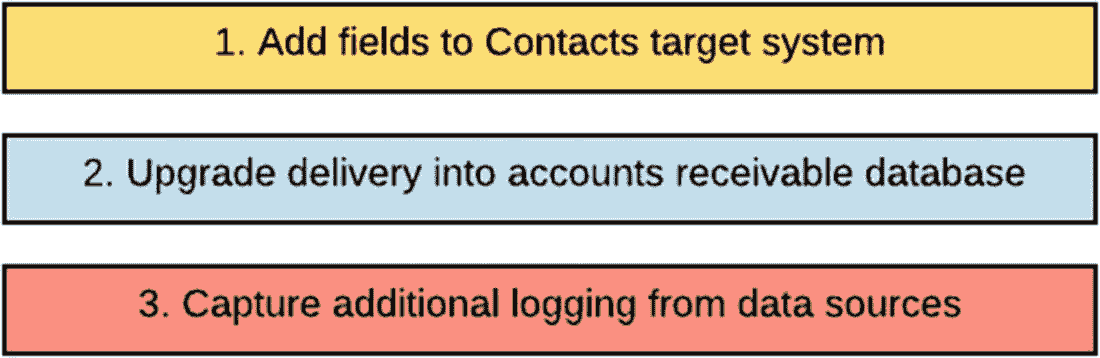 1. Add fields to Contacts target system
2. Upgrade delivery into accounts receivable database
3. Capture additional logging from data sources